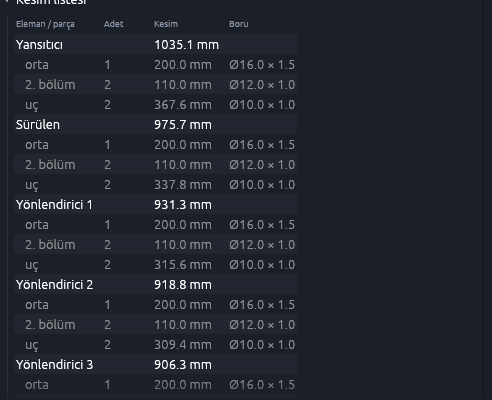 Kesim listesi
Eleman / parça Adet Kesim Boru
Yansıtıcı 1035.1 mm
orta 1 200.0 mm Ø16.0 × 1.5
2. bölüm 2 110.0 mm Ø12.0 × 1.0
uç 2 367.6 mm Ø10.0 × 1.0
Sürülen 975.7 mm
orta 1 200.0 mm Ø16.0 × 1.5
2. bölüm 2 110.0 mm Ø12.0 × 1.0
uç 2 337.8 mm Ø10.0 × 1.0
Yönlendirici 1 931.3 mm
orta 1 200.0 mm Ø16.0 × 1.5
2. bölüm 2 110.0 mm Ø12.0 × 1.0
uç 2 315.6 mm Ø10.0 × 1.0
Yönlendirici 2 918.8 mm
orta 1 200.0 mm Ø16.0 × 1.5
2. bölüm 2 110.0 mm Ø12.0 × 1.0
uç 2 309.4 mm Ø10.0 × 1.0
Yönlendirici 3 906.3 mm
orta 1 200.0 mm Ø16.0 × 1.5